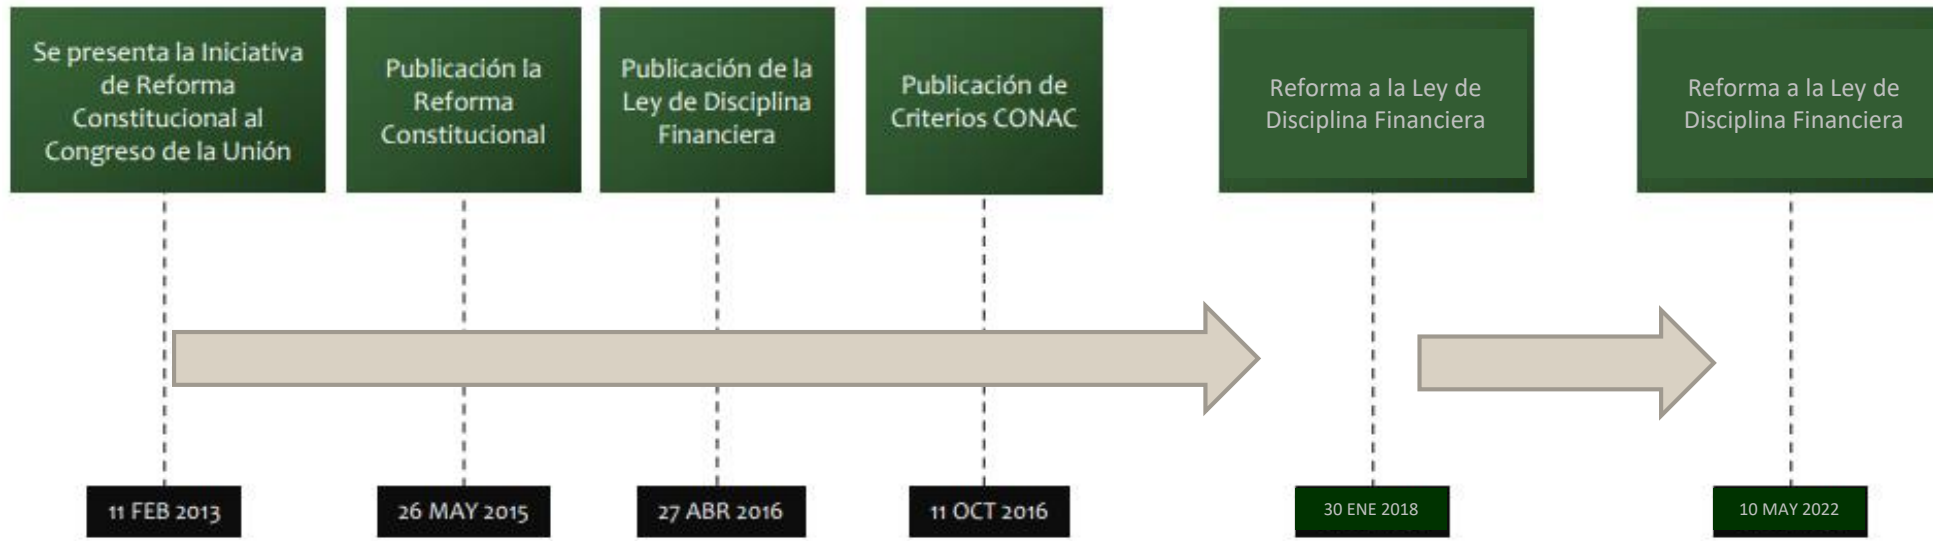 Se presenta la Iniciativa
de Reforma
Constitucional al
Congreso de la Unión
Publicación la
Reforma
Constitucional
Publicación de la
Ley de Disciplina
Financiera
Publicación de
Criterios CONAC
Reforma a la Ley de
Disciplina Financiera
Reforma a la Ley de
Disciplina Financiera
11 FEB 2013
26 MAY 2015
27 ABR 2016
11 OCT 2016
30 ENE 2018
10 MAY 2022